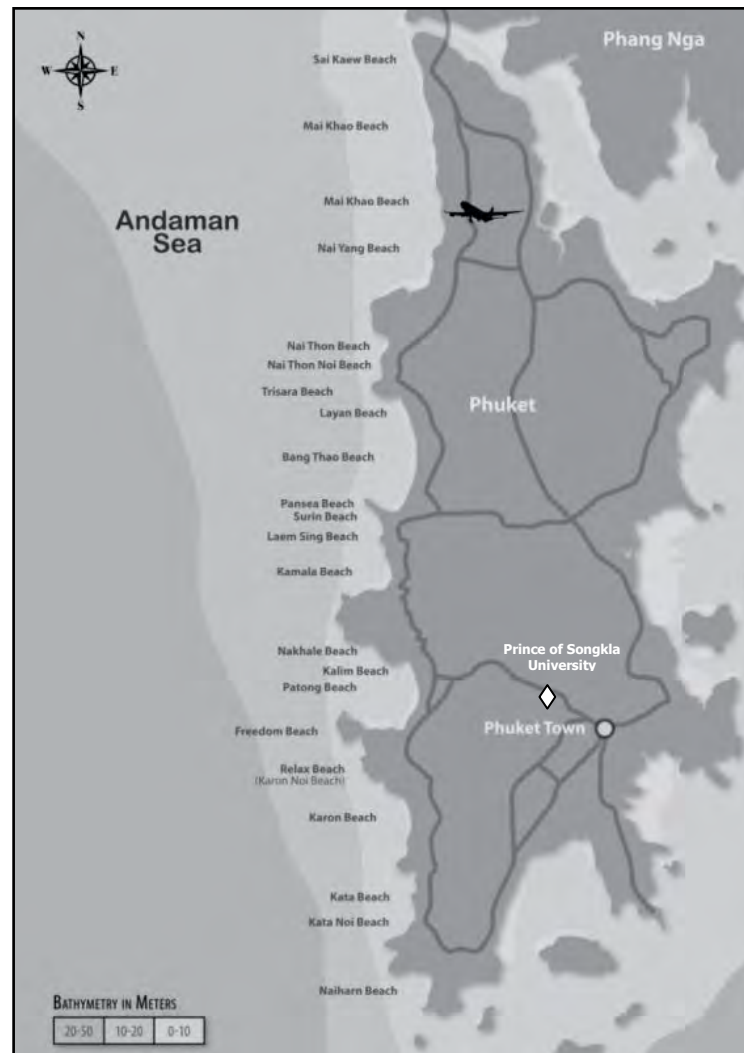 N
W E
S
Phang Nga
Sai Kaew Beach
Mai Khao Beach
Mai Khao Beach
Andaman
Sea
Nai Yang Beach
Nai Thon Beach
Nai Thon Noi Beach
Trisara Beach
Phuket
Layan Beach
Bang Thao Beach
Pansea Beach
Surin Beach
Laem Sing Beach
Kamala Beach
Nakhale Beach
Prince of Songkla
University
Kalim Beach
Patong Beach
Freedom Beach
Phuket Town
Relax Beach
(Karon Noi Beach)
Karon Beach
Kata Beach
Kata Noi Beach
Naiharn Beach
BATHYMETRY IN METERS
20-50 10-20 0-10